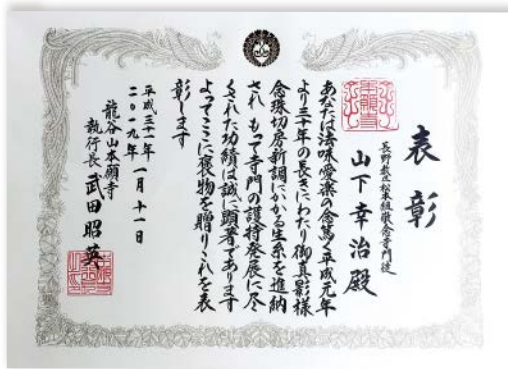 表彰
長野教区松本組敬念寺門徒
山下幸治殿
あなたは法味愛楽の念篤く平成元年
より三十年の長きにわたり御真影様
念珠切房新調にかかる生糸を進納
され もって寺門の護持発展に尽
くされた功績は誠に顕著であります
よってここに褒物を贈りこれを表
彰します
平成三十一年
二〇一九年 一月十一日
龍谷山本願寺
執行長 武田昭英